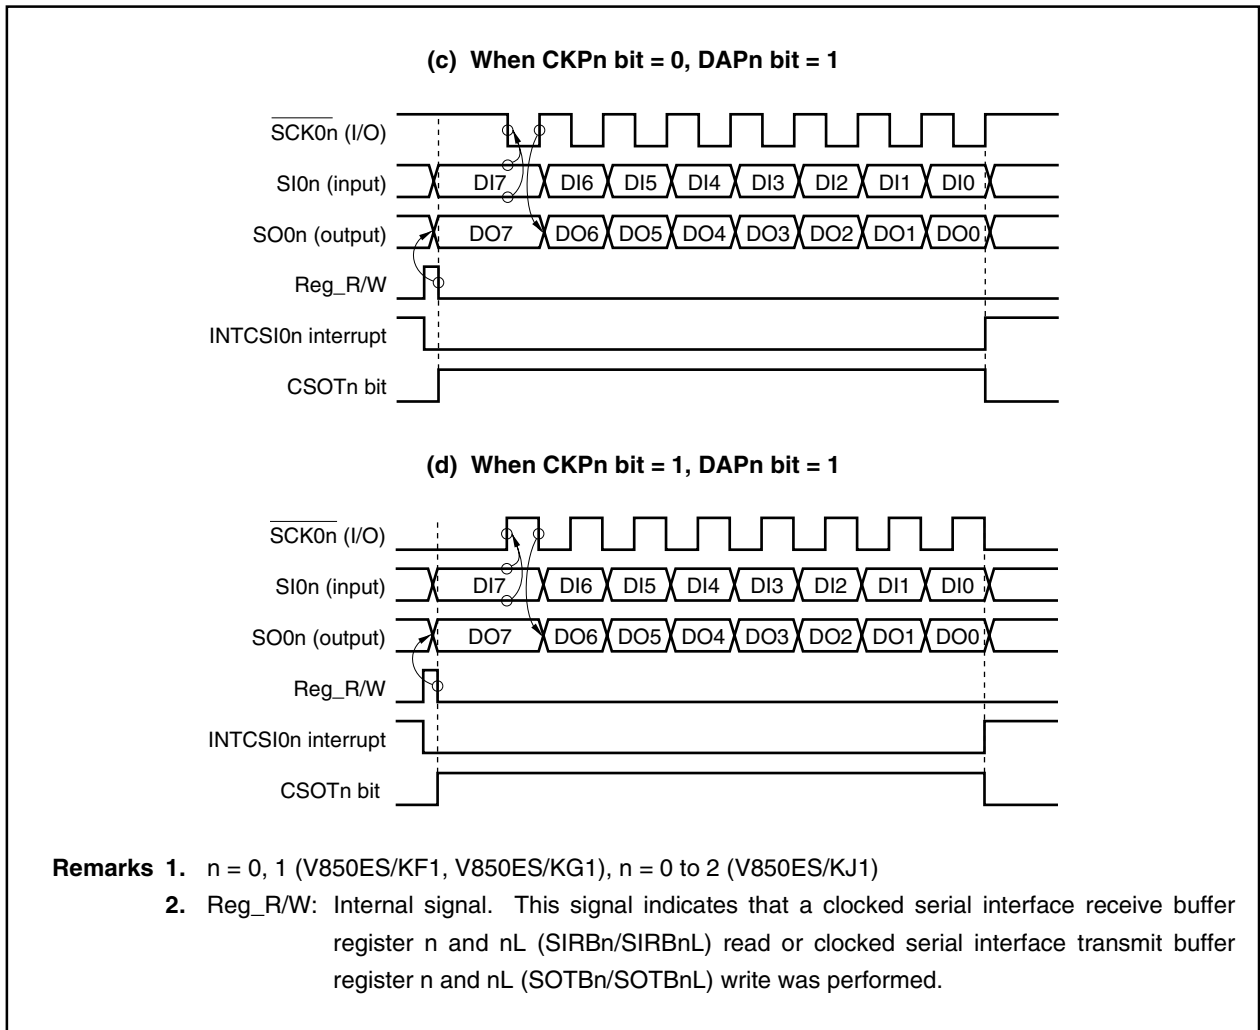 (c) When CKPn bit = 0, DAPn bit = 1
SCK0n (I/O)
SI0n (input) DI7 DI6 DI5 DI4 DI3 DI2 DI1 DI0
SO0n (output) DO7 DO6 DO5 DO4 DO3 DO2 DO1 DO0
Reg_R/W
INTCSI0n interrupt
CSOTn bit
(d) When CKPn bit = 1, DAPn bit = 1
SCK0n (I/O)
SI0n (input) DI7 DI6 DI5 DI4 DI3 DI2 DI1 DI0
SO0n (output) DO7 DO6 DO5 DO4 DO3 DO2 DO1 DO0
Reg_R/W
INTCSI0n interrupt
CSOTn bit
Remarks 1. n = 0, 1 (V850ES/KF1, V850ES/KG1), n = 0 to 2 (V850ES/KJ1)
2. Reg_R/W: Internal signal. This signal indicates that a clocked serial interface receive buffer
register n and nL (SIRBn/SIRBnL) read or clocked serial interface transmit buffer
register n and nL (SOTBn/SOTBnL) write was performed.